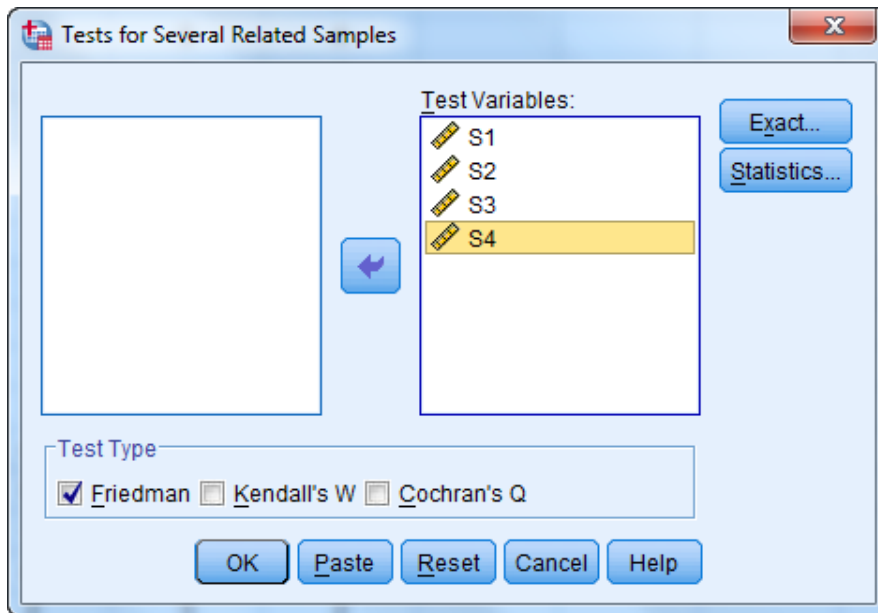 Tests for Several Related Samples
Test Variables:
S1
S2
S3
S4
Exact...
Statistics...
Test Type
Friedman Kendall's W Cochran's Q
OK Paste Reset Cancel Help